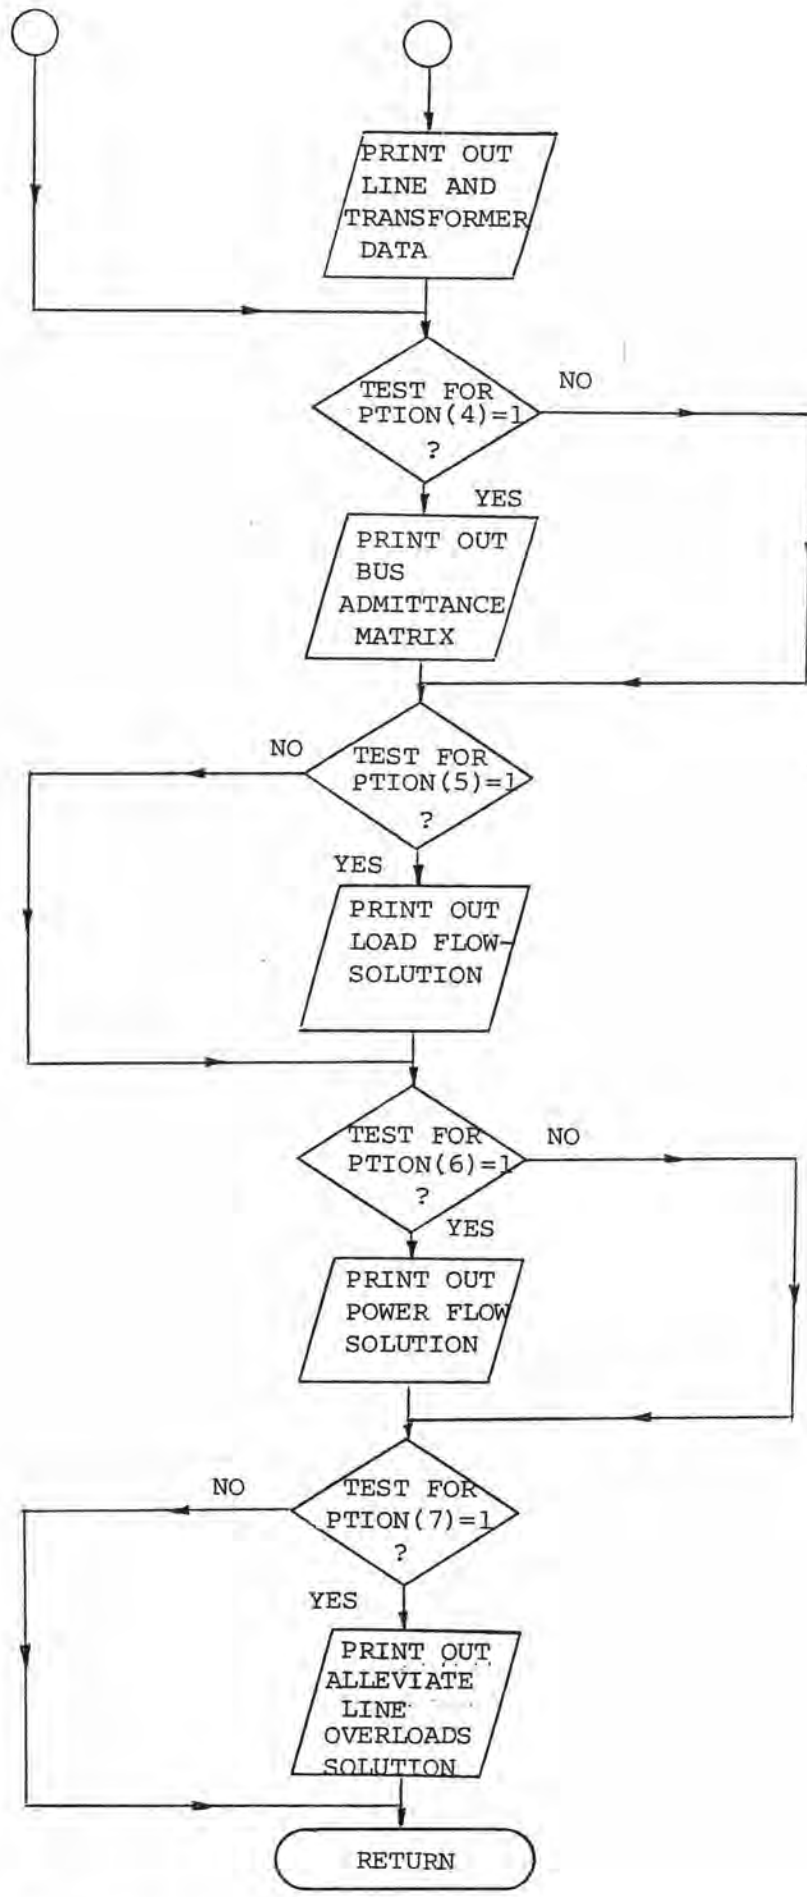 PRINT OUT
LINE AND
TRANSFORMER
DATA
TEST FOR
PTION(4)=1
?
NO
YES
PRINT OUT
BUS
ADMITTANCE
MATRIX
NO
TEST FOR
PTION(5)=1
?
YES
PRINT OUT
LOAD FLOW-
SOLUTION
TEST FOR
PTION(6)=1
?
NO
YES
PRINT OUT
POWER FLOW
SOLUTION
NO
TEST FOR
PTION(7)=1
?
YES
PRINT OUT
ALLEVIATE
LINE
OVERLOADS
SOLUTION
RETURN